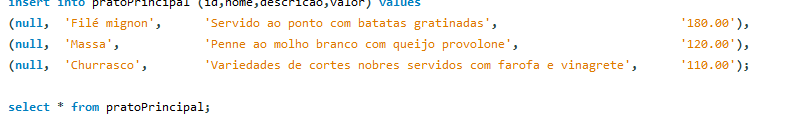 insert into pratoPrincipal (id,nome,descricao,valor) values
(null, 'Filé mignon', 'Servido ao ponto com batatas gratinadas', '180.00'),
(null, 'Massa', 'Penne ao molho branco com queijo provolone', '120.00'),
(null, 'Churrasco', 'Variedades de cortes nobres servidos com farofa e vinagrete', '110.00');
select * from pratoPrincipal;